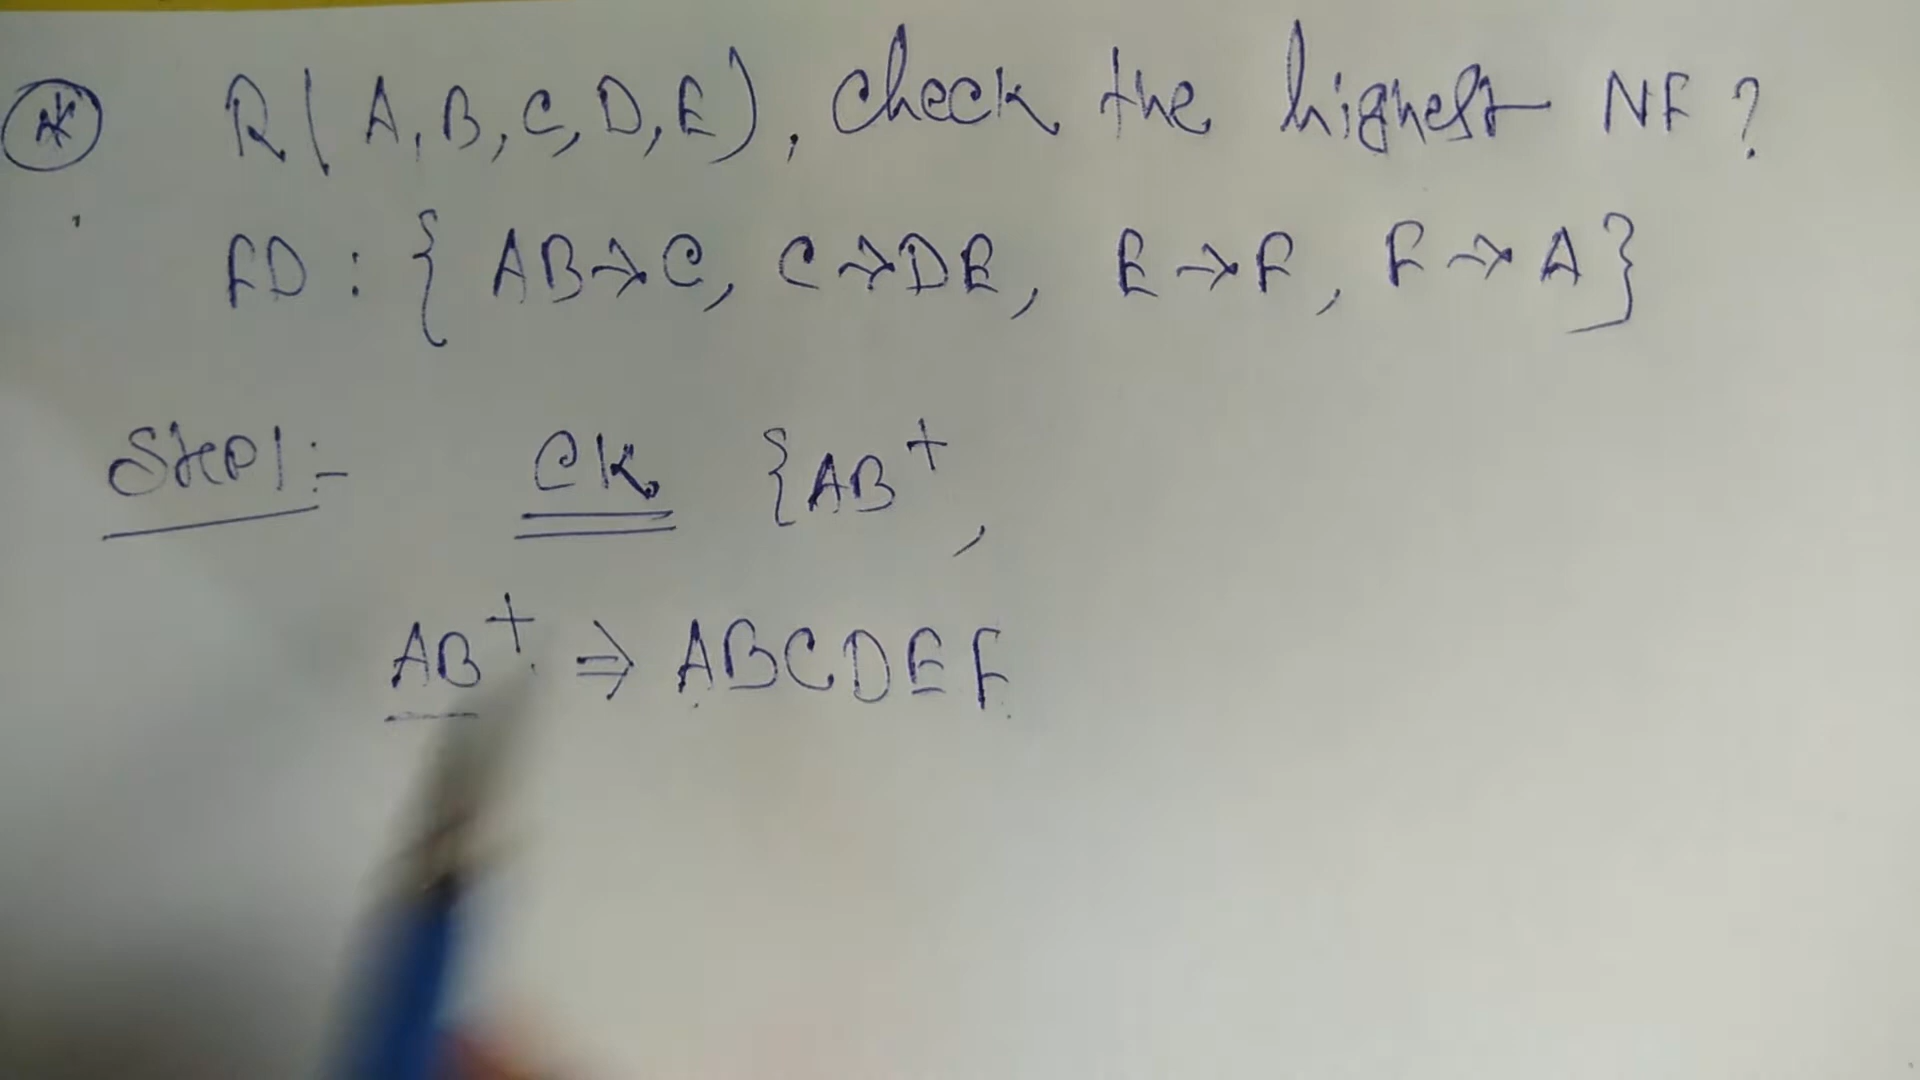 * R(A,B,C,D,E), check the highest NF?
FD: { AB→C, C→DE, E→F, F→A}
Step1:- CK {AB+,
AB+ ⇒ ABCDEF